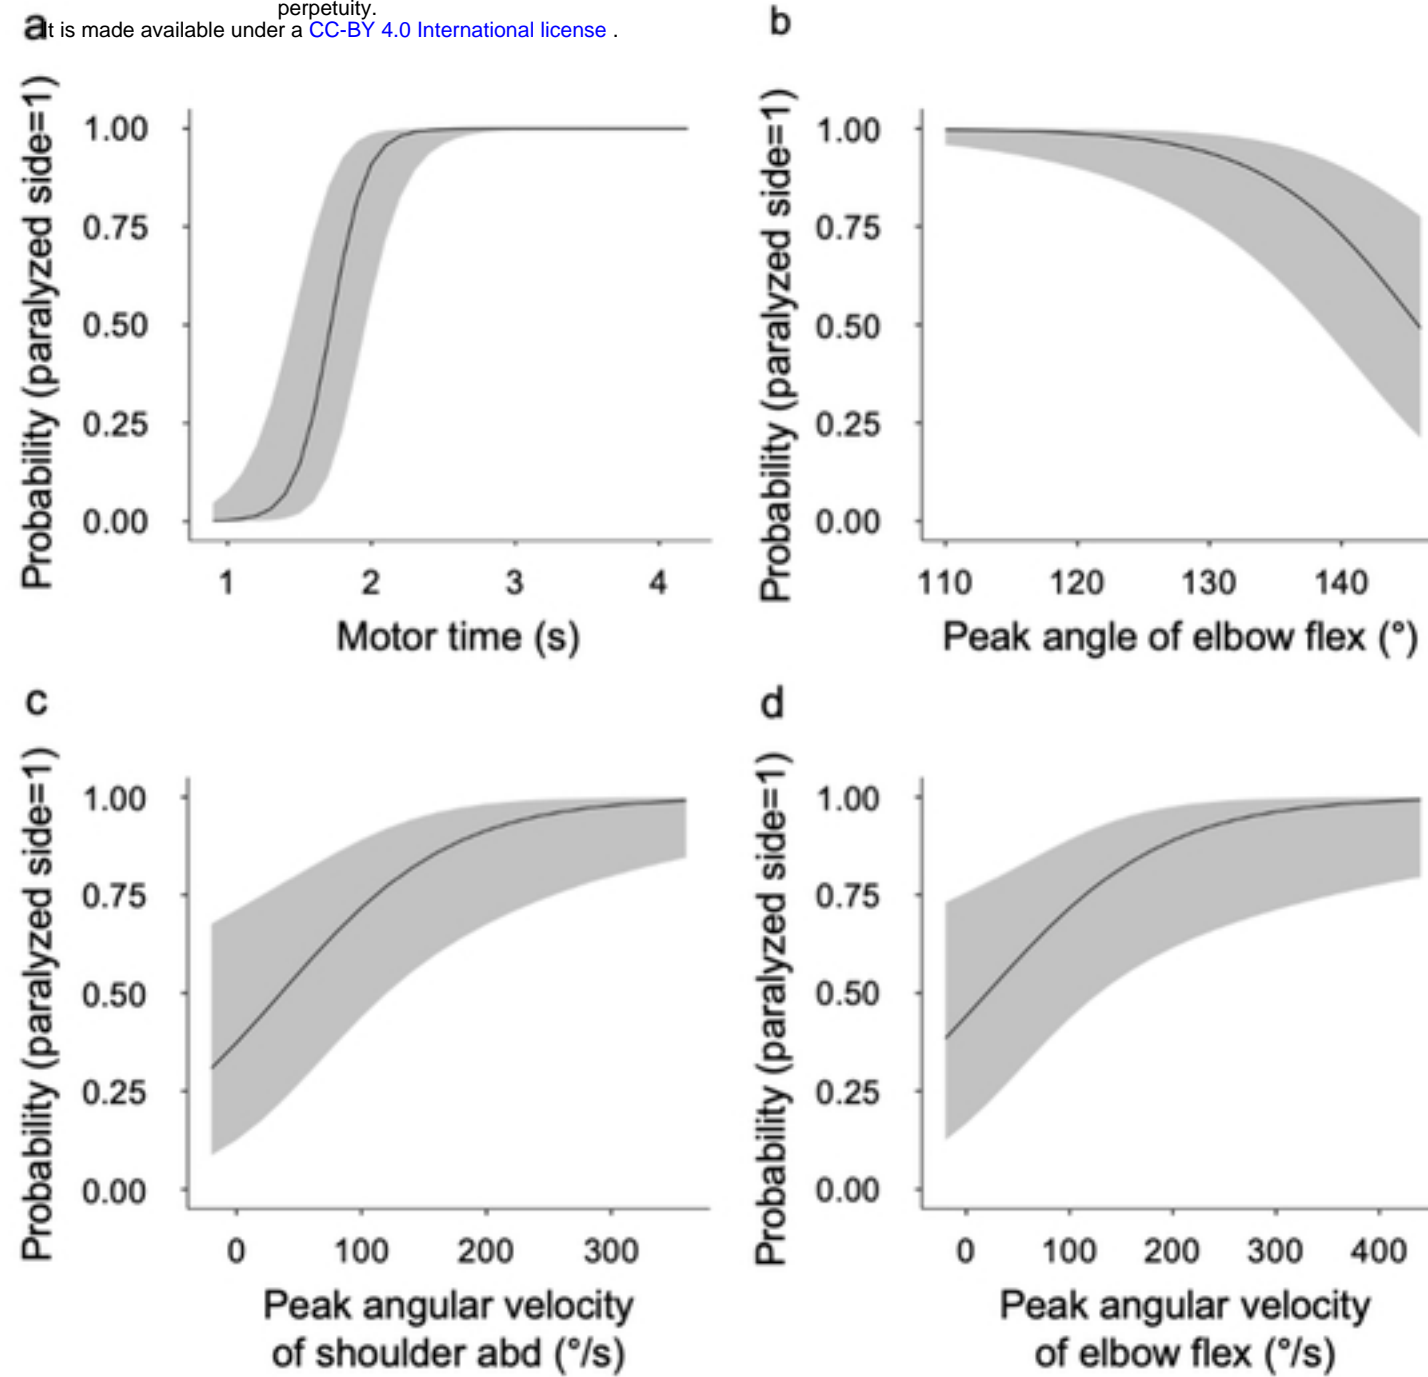 perpetuity.
a
It is made available under a CC-BY 4.0 International license .
b
Probability (paralyzed side=1)
1.00
0.75
0.50
0.25
0.00
1 2 3 4
Motor time (s)
Probability (paralyzed side=1)
1.00
0.75
0.50
0.25
0.00
110 120 130 140
Peak angle of elbow flex (°)
c
Probability (paralyzed side=1)
1.00
0.75
0.50
0.25
0.00
0 100 200 300
Peak angular velocity
of shoulder abd (°/s)
d
Probability (paralyzed side=1)
1.00
0.75
0.50
0.25
0.00
0 100 200 300 400
Peak angular velocity
of elbow flex (°/s)